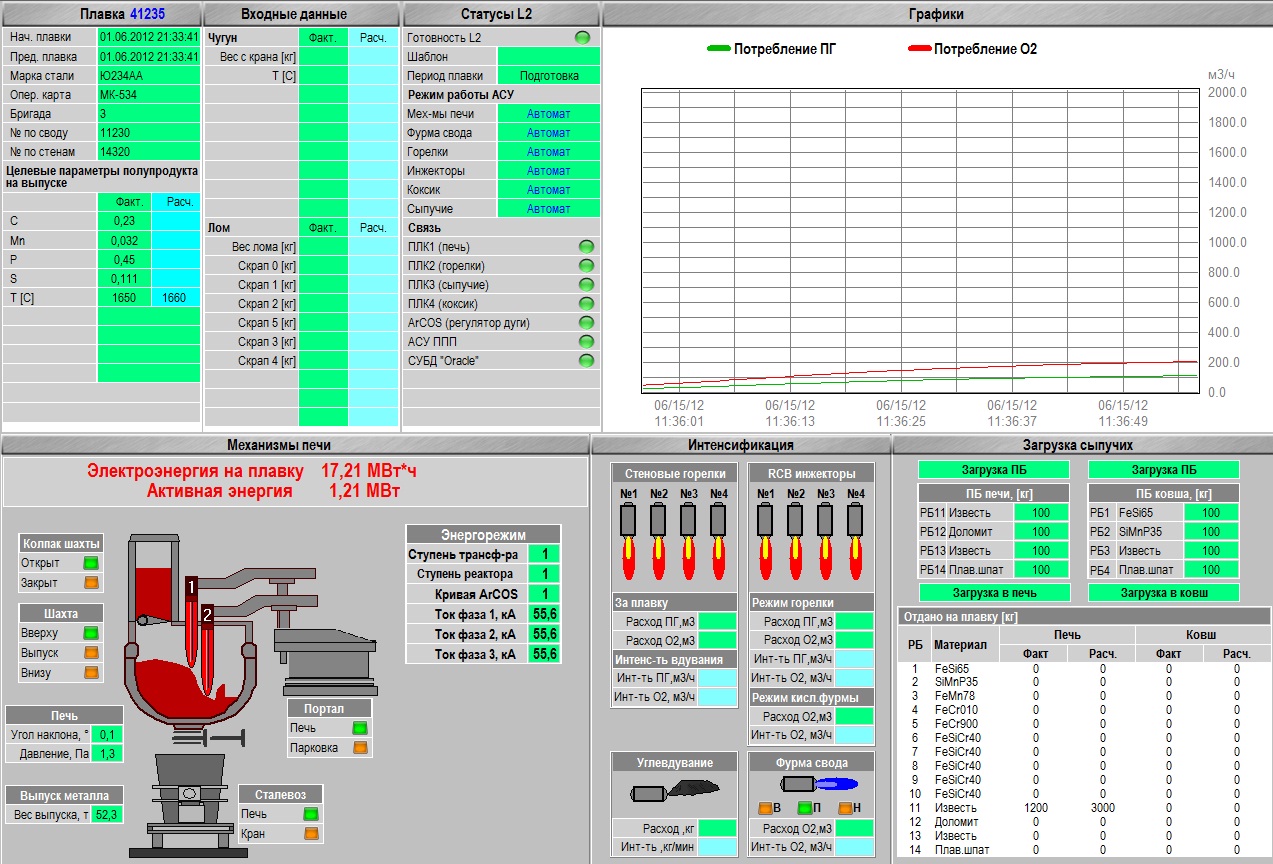 Плавка 41235
Нач. плавки 01.06.2012 21:33:41
Пред. плавка 01.06.2012 21:33:41
Марка стали Ю234АА
Опер. карта МК-534
Бригада 3
№ по своду 11230
№ по стенам 14320
Целевые параметры полупродукта
на выпуске
Факт. Расч.
C 0,23
Mn 0,032
P 0,45
S 0,111
T [C] 1650 1660
Входные данные
Чугун Факт. Расч.
Вес с крана [кг]
T [C]
Лом Факт. Расч.
Вес лома [кг]
Скрап 0 [кг]
Скрап 1 [кг]
Скрап 2 [кг]
Скрап 5 [кг]
Скрап 3 [кг]
Скрап 4 [кг]
Статусы L2
Готовность L2
Шаблон
Период плавки Подготовка
Режим работы АСУ
Мех-мы печи Автомат
Фурма свода Автомат
Горелки Автомат
Инжекторы Автомат
Коксик Автомат
Сыпучие Автомат
Связь
ПЛК1 (печь)
ПЛК2 (горелки)
ПЛК3 (сыпучие)
ПЛК4 (коксик)
ArCOS (регулятор дуги)
АСУ ППП
СУБД "Oracle"
Графики
Потребление ПГ Потребление О2
м3/ч
2000.0
1800.0
1600.0
1400.0
1200.0
1000.0
800.0
600.0
400.0
200.0
0.0
06/15/12 06/15/12 06/15/12 06/15/12 06/15/12
11:36:01 11:36:13 11:36:25 11:36:37 11:36:49
Механизмы печи
Электроэнергия на плавку 17,21 МВт*ч
Активная энергия 1,21 МВт
Колпак шахты
Открыт
Закрыт
Шахта
Вверху
Выпуск
Внизу
1
2
Энергорежим
Ступень трансф-ра 1
Ступень реактора 1
Кривая ArCOS 1
Ток фаза 1, кА 55,6
Ток фаза 2, кА 55,6
Ток фаза 3, кА 55,6
Портал
Печь
Парковка
Печь
Угол наклона, ° 0,1
Давление, Па 1,3
Выпуск металла
Вес выпуска, т 52,3
Сталевоз
Печь
Кран
Интенсификация
Стеновые горелки
№1 №2 №3 №4
За плавку
Расход ПГ,м3
Расход О2,м3
Интенс-ть вдувания
Инт-ть ПГ,м3/ч
Инт-ть О2, м3/ч
RCB инжекторы
№1 №2 №3 №4
Режим горелки
Расход ПГ,м3
Расход О2,м3
Инт-ть ПГ,м3/ч
Инт-ть О2, м3/ч
Режим кисл.фурмы
Расход О2,м3
Инт-ть О2, м3/ч
Углевдувание
Расход ,кг
Инт-ть ,кг/мин
Фурма свода
В П Н
Расход О2,м3
Инт-ть О2, м3/ч
Загрузка сыпучих
Загрузка ПБ Загрузка ПБ
ПБ печи, [кг] ПБ ковша, [кг]
РБ11 Известь 100 РБ1 FeSi65 100
РБ12 Доломит 100 РБ2 SiMnP35 100
РБ13 Известь 100 РБ3 Известь 100
РБ14 Плав.шпат 100 РБ4 Плав.шпат 100
Загрузка в печь Загрузка в ковш
Отдано на плавку [кг]
РБ Материал Печь Ковш
Факт Расч. Факт Расч.
1 FeSi65 0 0 0 0
2 SiMnP35 0 0 0 0
3 FeMn78 0 0 0 0
4 FeCr010 0 0 0 0
5 FeCr900 0 0 0 0
6 FeSiCr40 0 0 0 0
7 FeSiCr40 0 0 0 0
8 FeSiCr40 0 0 0 0
9 FeSiCr40 0 0 0 0
10 FeSiCr40 0 0 0 0
11 Известь 1200 3000 0 0
12 Доломит 0 0 0 0
13 Известь 0 0 0 0
14 Плав.шпат 0 0 0 0